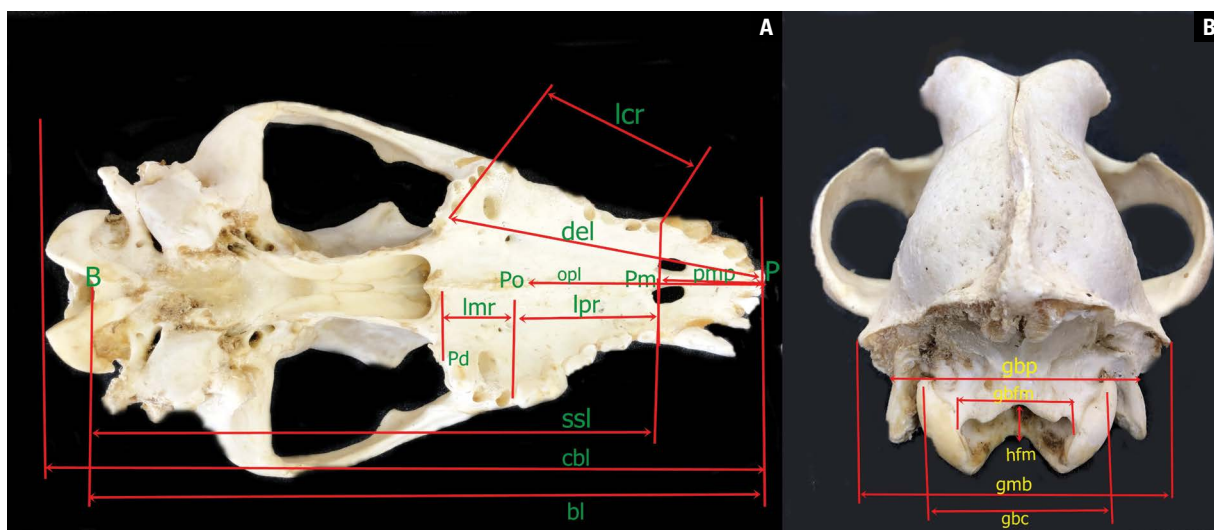 A
lcr
del
B
Po
opl
Pm
pmp
P
lmr
lpr
Pd
ssl
cbl
bl
B
gbp
gbfm
hfm
gmb
gbc